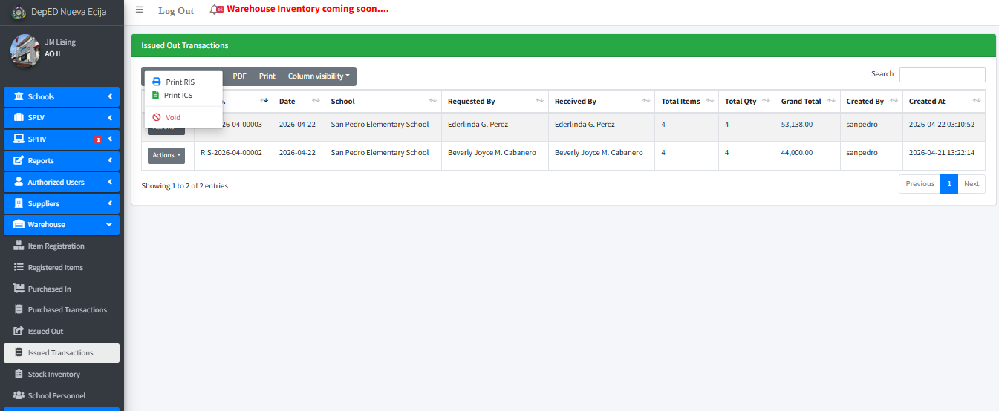 DepED Nueva Ecija
Log Out
Warehouse Inventory coming soon....
JM Lising
AO II
Schools
SPLV
SPHV 1
Reports
Authorized Users
Suppliers
Warehouse
Item Registration
Registered Items
Purchased In
Purchased Transactions
Issued Out
Issued Transactions
Stock Inventory
School Personnel
Issued Out Transactions
PDF Print Column visibility
Search:
Print RIS
Print ICS
Void
Date School Requested By Received By Total Items Total Qty Grand Total Created By Created At
26-04-00003 2026-04-22 San Pedro Elementary School Ederlinda G. Perez Ederlinda G. Perez 4 4 53,138.00 sanpedro 2026-04-22 03:10:52
Actions RIS-2026-04-00002 2026-04-22 San Pedro Elementary School Beverly Joyce M. Cabanero Beverly Joyce M. Cabanero 4 4 44,000.00 sanpedro 2026-04-21 13:22:14
Showing 1 to 2 of 2 entries
Previous 1 Next